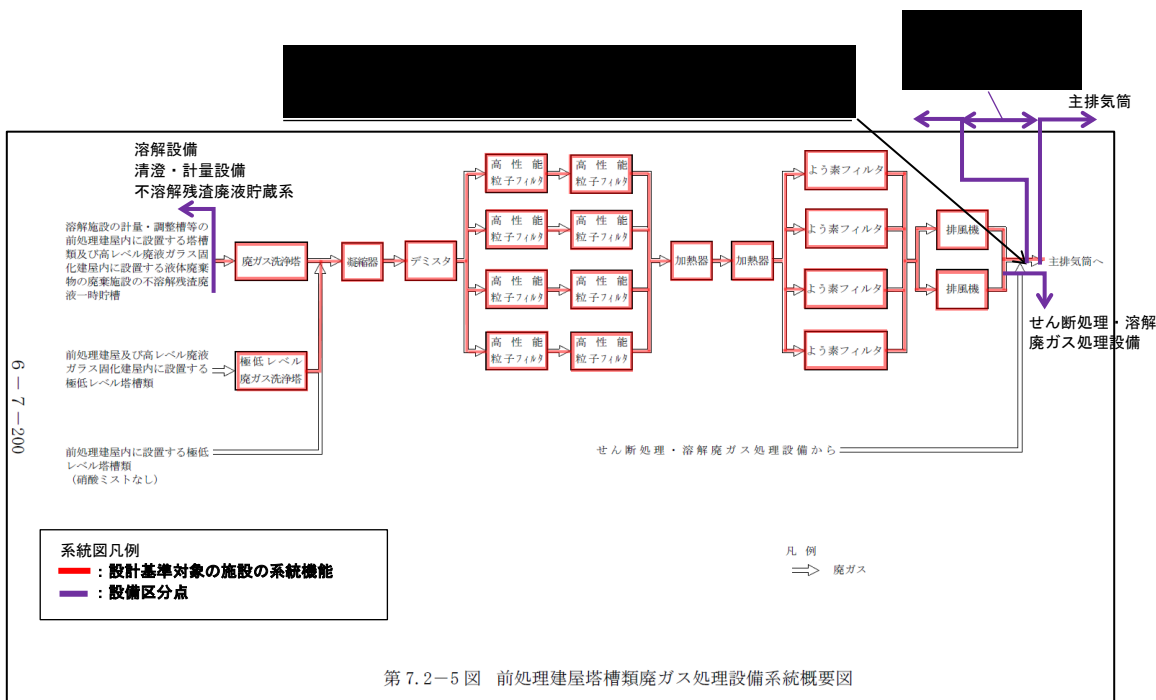 主排気筒
溶解設備
清澄・計量設備
不溶解残渣廃液貯蔵系
溶解施設の計量・調整槽等の
前処理建屋内に設置する塔槽
類及び高レベル廃液ガラス固
化建屋内に設置する液体廃棄
物の廃棄施設の不溶解残渣廃
液一時貯槽
廃ガス洗浄塔
凝縮器
デミスタ
高性能
粒子フィルタ
高性能
粒子フィルタ
高性能
粒子フィルタ
高性能
粒子フィルタ
高性能
粒子フィルタ
高性能
粒子フィルタ
高性能
粒子フィルタ
高性能
粒子フィルタ
加熱器
加熱器
よう素フィルタ
よう素フィルタ
よう素フィルタ
よう素フィルタ
排風機
排風機
主排気筒へ
せん断処理・溶解
廃ガス処理設備
前処理建屋及び高レベル廃液
ガラス固化建屋内に設置する
極低レベル塔槽類
極低レベル
廃ガス洗浄塔
前処理建屋内に設置する極低
レベル塔槽類
(硝酸ミストなし)
せん断処理・溶解廃ガス処理設備から
6-7-200
系統図凡例
:設計基準対象の施設の系統機能
:設備区分点
凡例
廃ガス
第7.2-5図 前処理建屋塔槽類廃ガス処理設備系統概要図